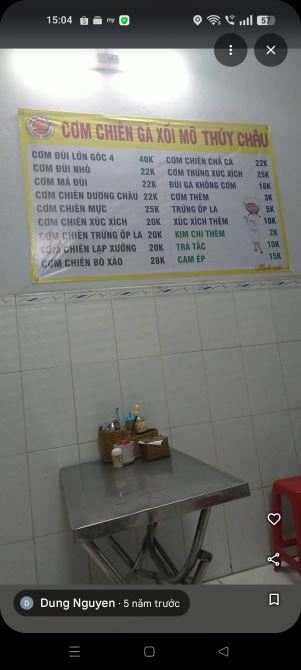 15:04
57
CƠM CHIÊN GÀ XỐI MỠ THÚY CHÂU
CƠM ĐÙI LỚN GÓC 4 40K
CƠM ĐÙI NHỎ 22K
CƠM MÁ ĐÙI 22K
CƠM CHIÊN DƯƠNG CHÂU 22K
CƠM CHIÊN MỰC 25K
CƠM CHIÊN XÚC XÍCH 20K
CƠM CHIÊN TRỨNG ỐP LA 20K
CƠM CHIÊN LẠP XƯỞNG 20K
CƠM CHIÊN BÒ XÀO 28K
CƠM CHIÊN CHẢ CÁ 22K
CƠM TRỨNG XÚC XÍCH 25K
ĐÙI GÀ KHÔNG CƠM 18K
CƠM THÊM 3K
TRỨNG ỐP LA 5K
XÚC XÍCH THÊM 10K
KIM CHI THÊM 2K
TRÀ TẮC 10K
CAM ÉP 15K
Kính mời
Dung Nguyen · 5 năm trước